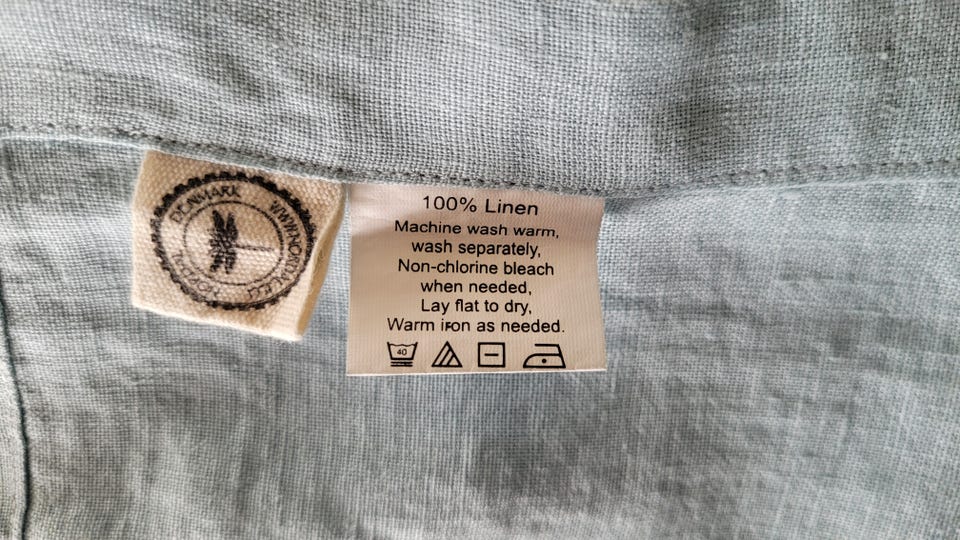 DENMARK
100% Linen
Machine wash warm,
wash separately,
Non-chlorine bleach
when needed,
Lay flat to dry,
Warm iron as needed.
40